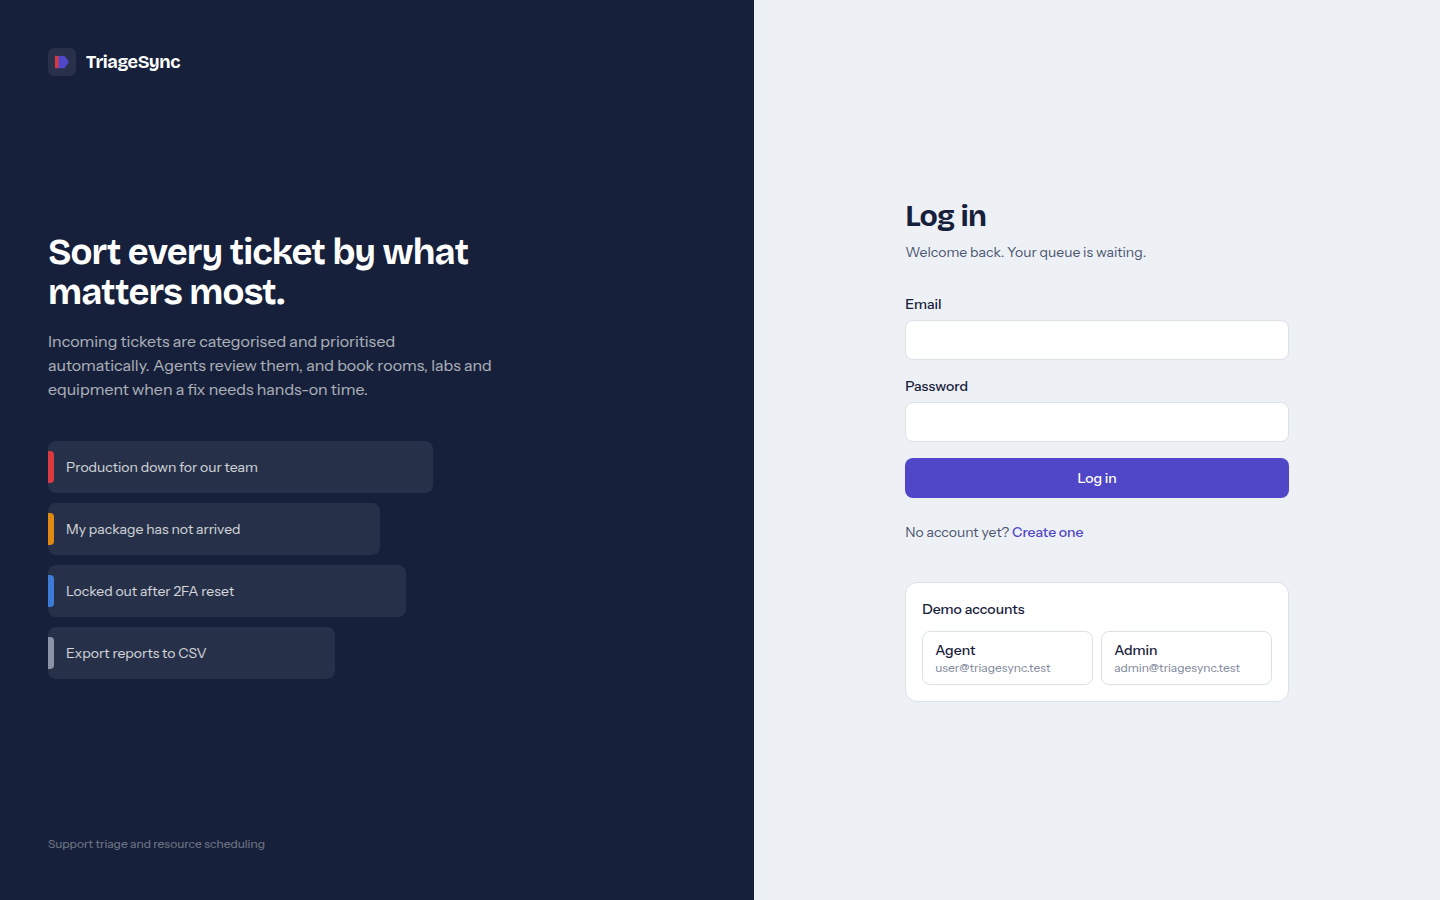 TriageSync
Sort every ticket by what
matters most.
Incoming tickets are categorised and prioritised
automatically. Agents review them, and book rooms, labs and
equipment when a fix needs hands-on time.
Production down for our team
My package has not arrived
Locked out after 2FA reset
Export reports to CSV
Support triage and resource scheduling
Log in
Welcome back. Your queue is waiting.
Email
Password
Log in
No account yet? Create one
Demo accounts
Agent
user@triagesync.test
Admin
admin@triagesync.test